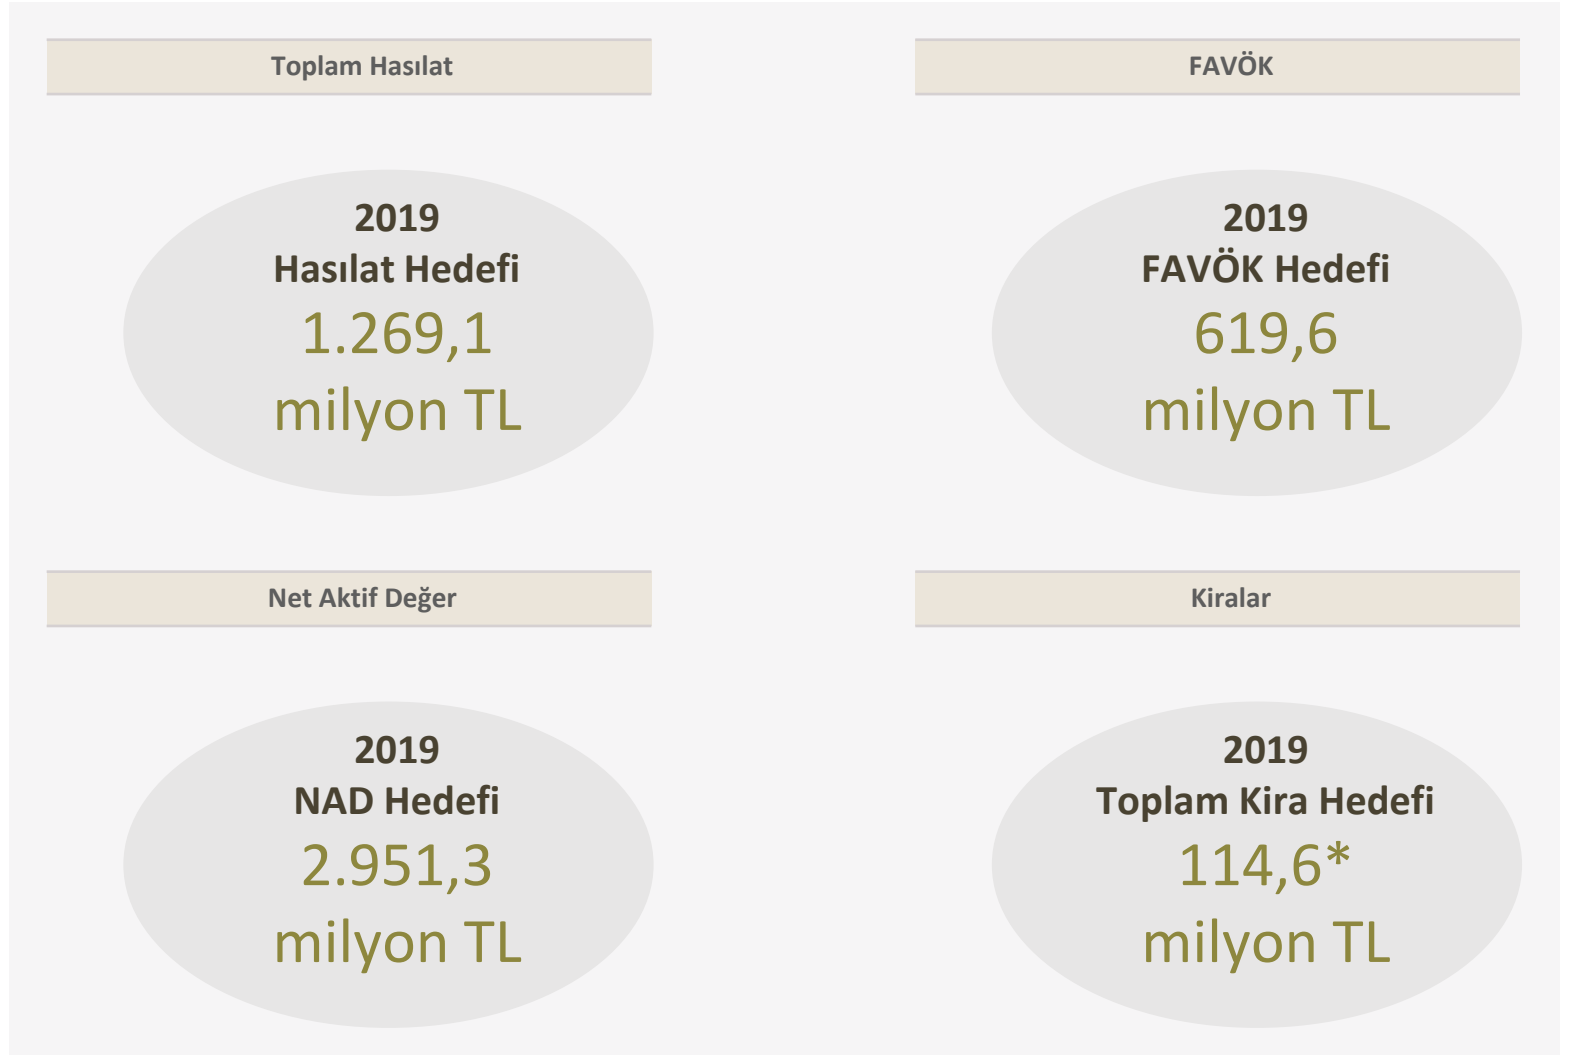 Toplam Hasılat
2019
Hasılat Hedefi
1.269,1
milyon TL
FAVÖK
2019
FAVÖK Hedefi
619,6
milyon TL
Net Aktif Değer
2019
NAD Hedefi
2.951,3
milyon TL
Kiralar
2019
Toplam Kira Hedefi
114,6*
milyon TL